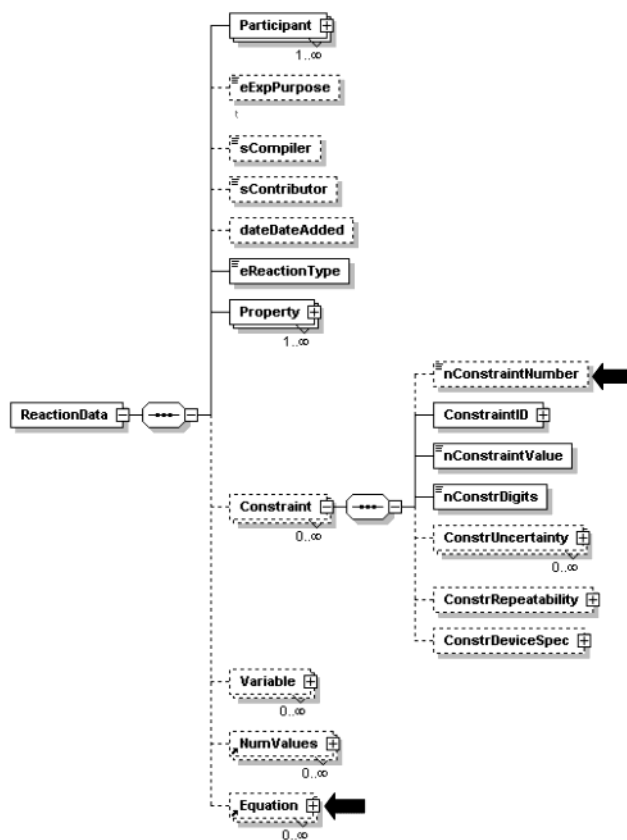 Participant
1..∞
eExpPurpose
sCompiler
sContributor
dateDateAdded
eReactionType
Property
1..∞
ReactionData
Constraint
0..∞
nConstraintNumber
ConstraintID
nConstraintValue
nConstrDigits
ConstrUncertainty
0..∞
ConstrRepeatability
ConstrDeviceSpec
Variable
0..∞
NumValues
0..∞
Equation
0..∞